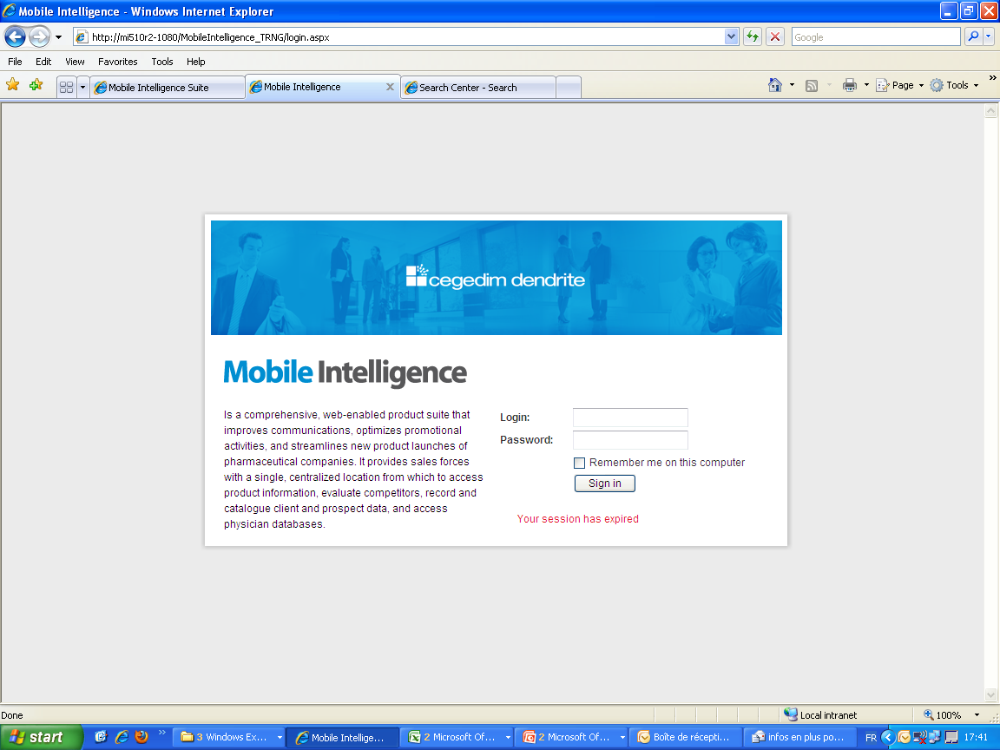 Mobile Intelligence - Windows Internet Explorer
http://mi510r2-1080/MobileIntelligence_TRNG/login.aspx
Google
File Edit View Favorites Tools Help
Mobile Intelligence Suite
Mobile Intelligence
Search Center - Search
Page
Tools
cegedim dendrite
Mobile Intelligence
Is a comprehensive, web-enabled product suite that
improves communications, optimizes promotional
activities, and streamlines new product launches of
pharmaceutical companies. It provides sales forces
with a single, centralized location from which to access
product information, evaluate competitors, record and
catalogue client and prospect data, and access
physician databases.
Login:
Password:
Remember me on this computer
Sign in
Your session has expired
Done
Local intranet
100%
start
3 Windows Ex...
Mobile Intellige...
2 Microsoft Of...
2 Microsoft Of...
Boîte de récepti...
infos en plus po...
FR
17:41